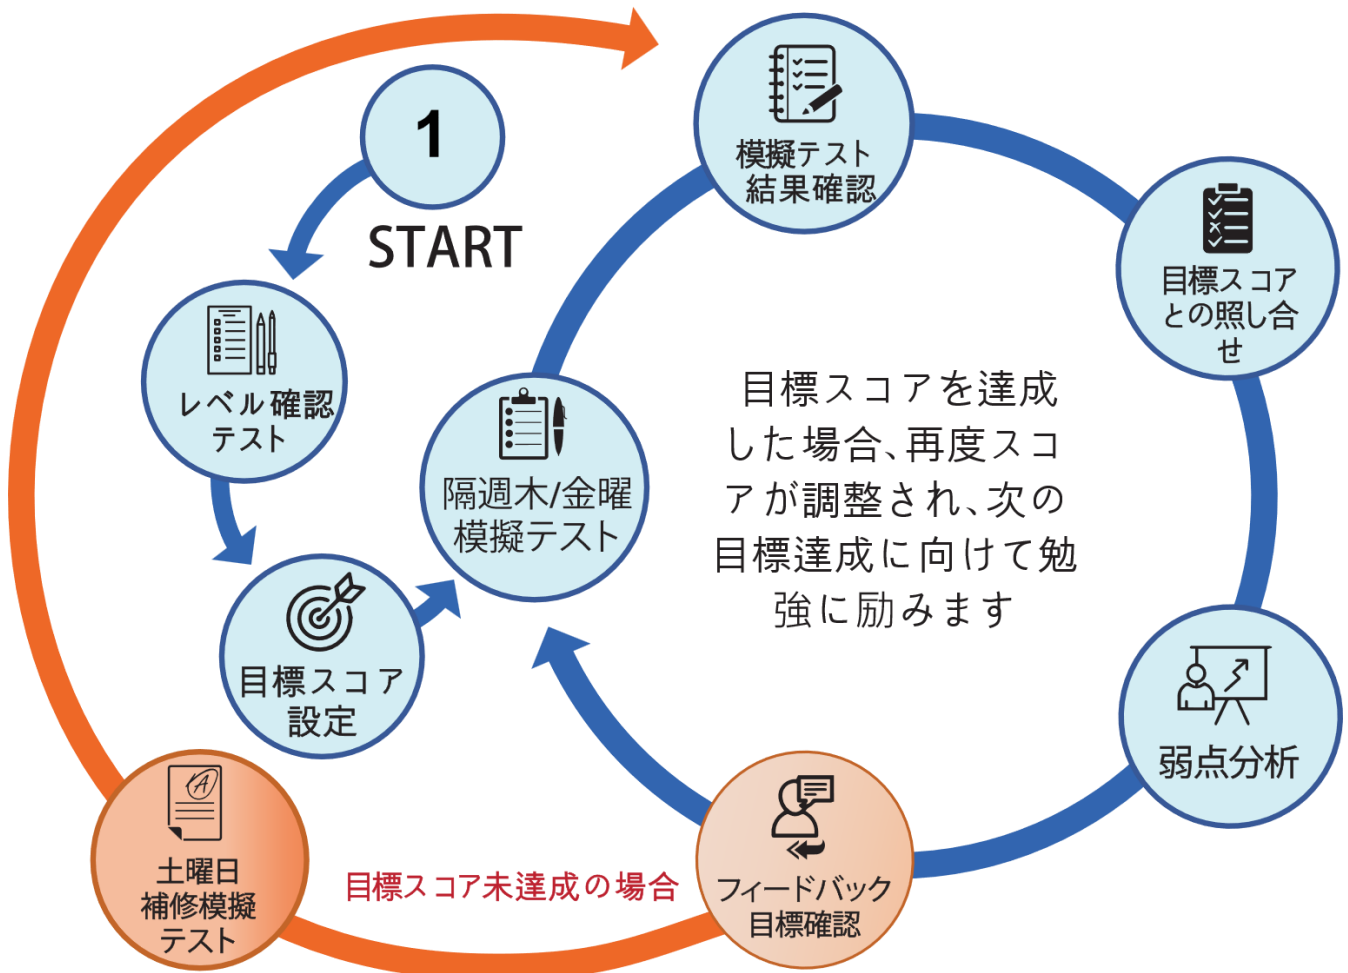 1
START
レベル確認
テスト
目標スコア
設定
隔週木/金曜
模擬テスト
模擬テスト
結果確認
目標スコア
との照し合
せ
弱点分析
フィードバック
目標確認
目標スコア未達成の場合
土曜日
補修模擬
テスト
目標スコアを達成
した場合、再度スコ
アが調整され、次の
目標達成に向けて勉
強に励みます
A